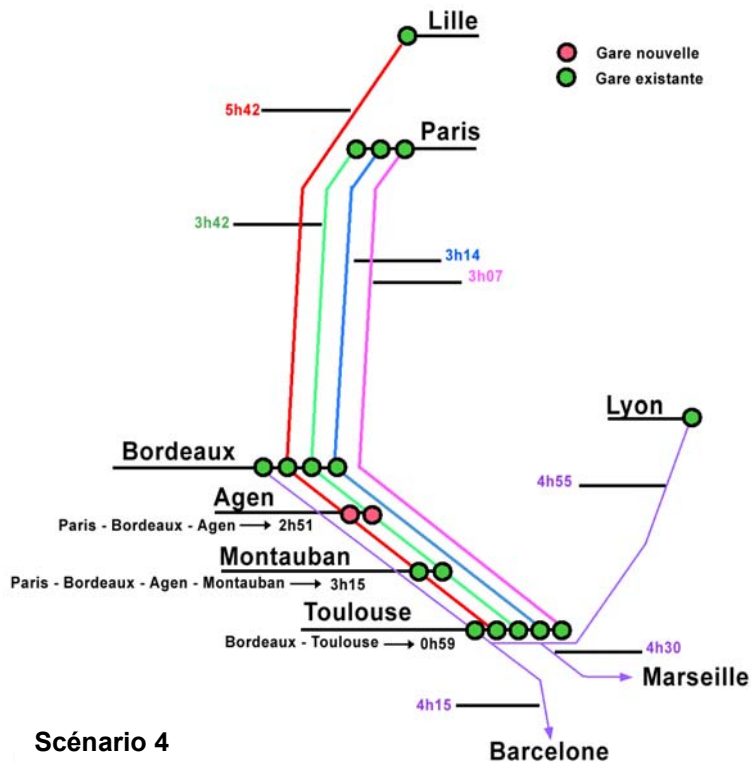 Lille
Gare nouvelle
Gare existante
5h42
Paris
3h42
3h14
3h07
Lyon
Bordeaux
4h55
Agen
Paris - Bordeaux - Agen → 2h51
Montauban
Paris - Bordeaux - Agen - Montauban → 3h15
Toulouse
Bordeaux - Toulouse → 0h59
4h30
Marseille
4h15
Scénario 4
Barcelone